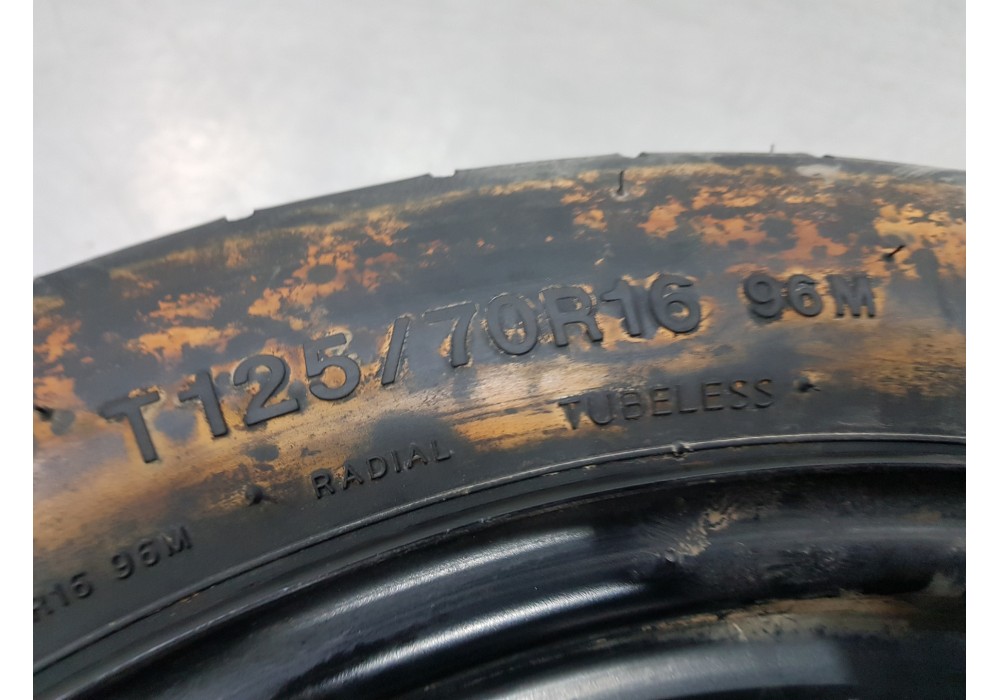 T125/70R16 96M
RADIAL TUBELESS
R16 96M